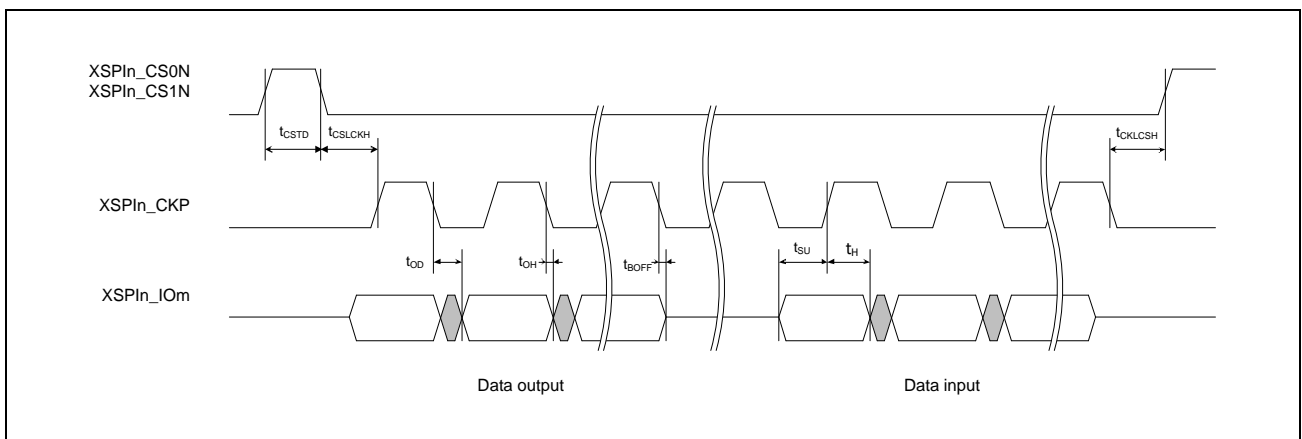 XSPIn_CS0N
XSPIn_CS1N
tCSTD
tCSLCKH
tCKLCSH
XSPIn_CKP
tOD
tOH
tBOFF
tSU
tH
XSPIn_IOm
Data output
Data input